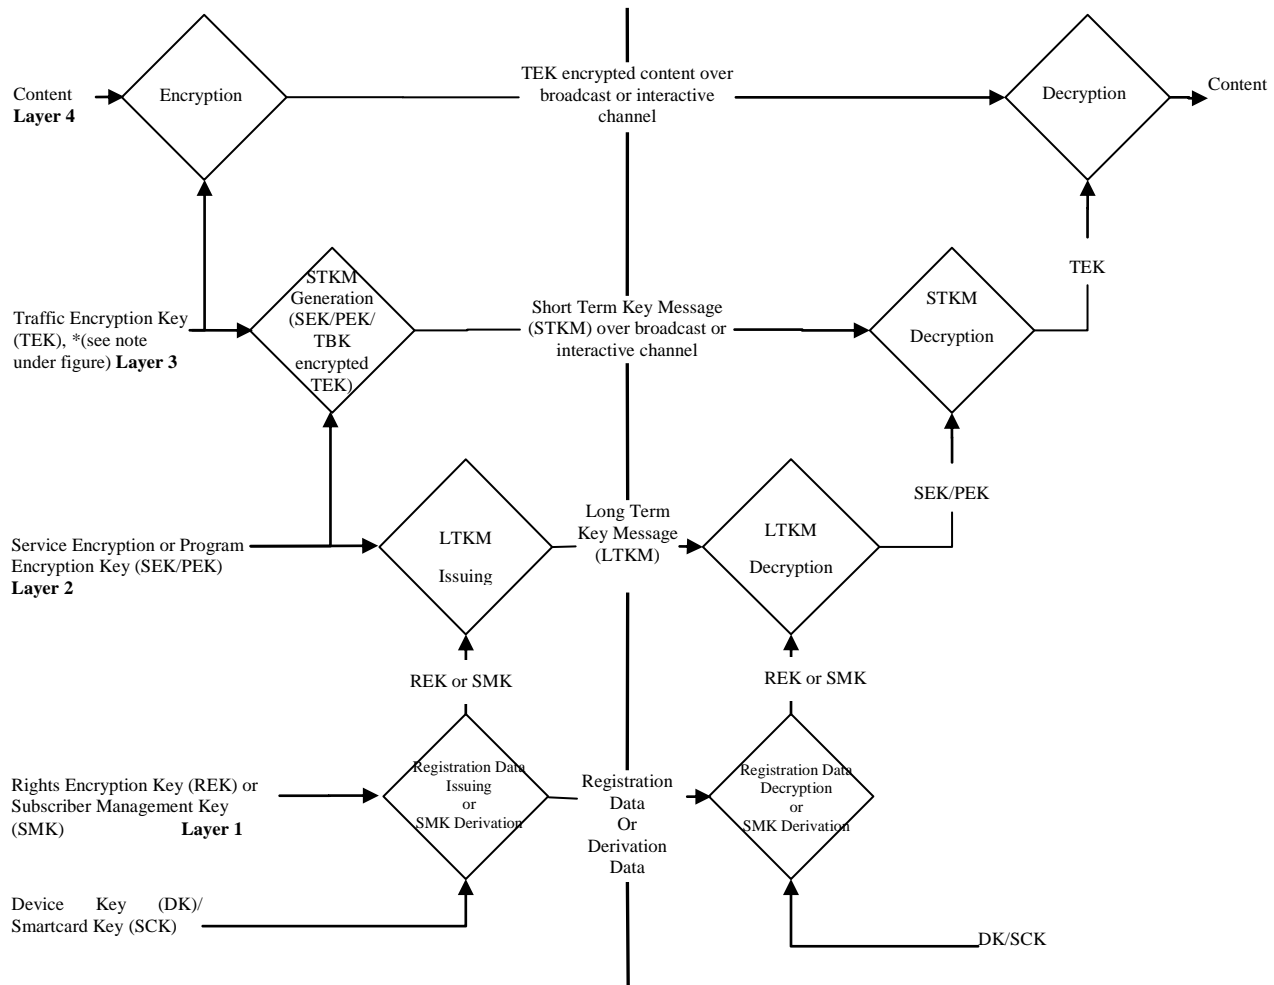 Content
Layer 4
Encryption
TEK encrypted content over
broadcast or interactive
channel
Decryption
Content
TEK
Traffic Encryption Key
(TEK), *(see note
under figure) Layer 3
STKM
Generation
(SEK/PEK/
TBK
encrypted
TEK)
Short Term Key Message
(STKM) over broadcast or
interactive channel
STKM
Decryption
SEK/PEK
Service Encryption or Program
Encryption Key (SEK/PEK)
Layer 2
LTKM
Issuing
Long Term
Key Message
(LTKM)
LTKM
Decryption
REK or SMK
REK or SMK
Rights Encryption Key (REK) or
Subscriber Management Key
(SMK) Layer 1
Registration Data
Issuing
or
SMK Derivation
Registration
Data
Or
Derivation
Data
Registration Data
Decryption
or
SMK Derivation
Device Key (DK)/
Smartcard Key (SCK)
DK/SCK